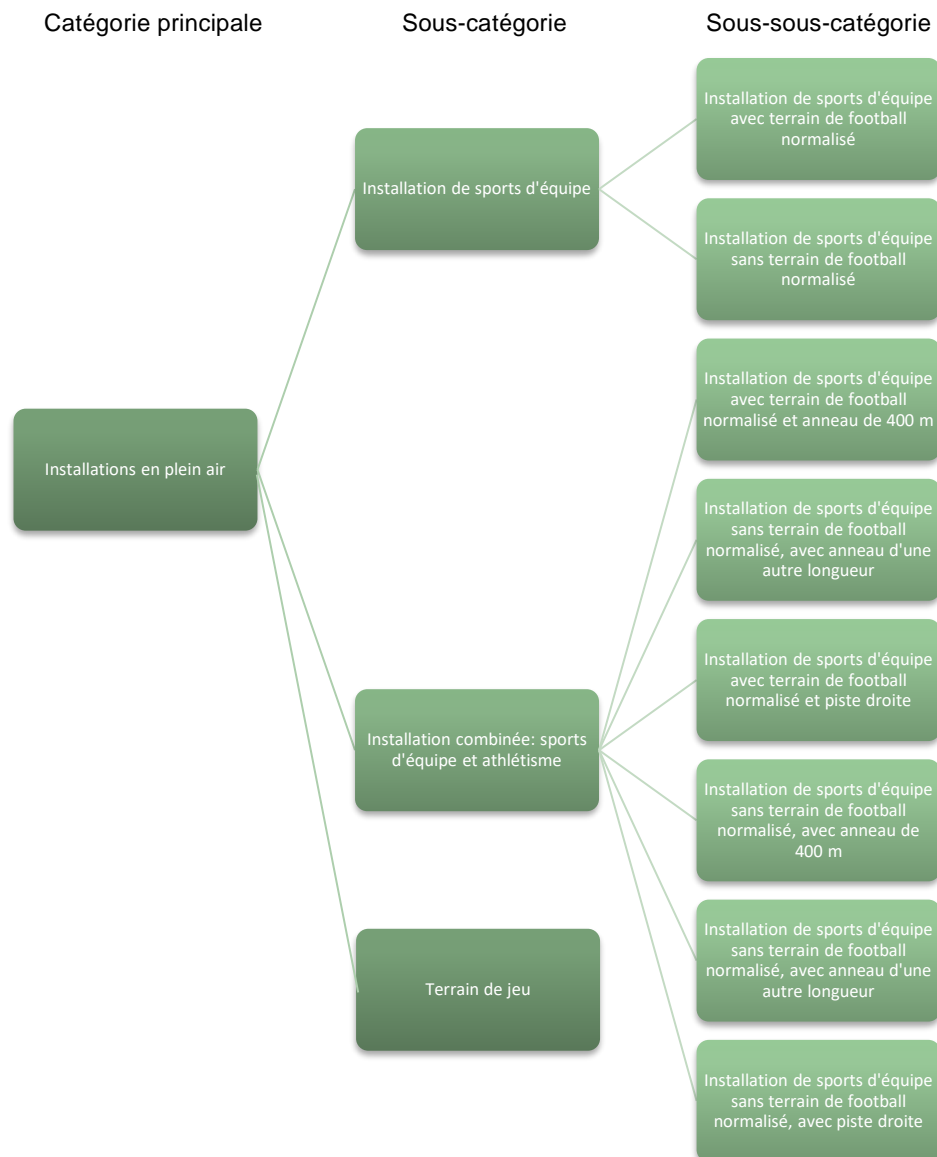 Catégorie principale
Sous-catégorie
Sous-sous-catégorie
Installations en plein air
Installation de sports d'équipe
Installation de sports d'équipe
avec terrain de football
normalisé
Installation de sports d'équipe
sans terrain de football
normalisé
Installation combinée: sports
d'équipe et athlétisme
Installation de sports d'équipe
avec terrain de football
normalisé et anneau de 400 m
Installation de sports d'équipe
sans terrain de football
normalisé, avec anneau d'une
autre longueur
Installation de sports d'équipe
avec terrain de football
normalisé et piste droite
Installation de sports d'équipe
sans terrain de football
normalisé, avec anneau de
400 m
Installation de sports d'équipe
sans terrain de football
normalisé, avec anneau d'une
autre longueur
Installation de sports d'équipe
sans terrain de football
normalisé, avec piste droite
Terrain de jeu